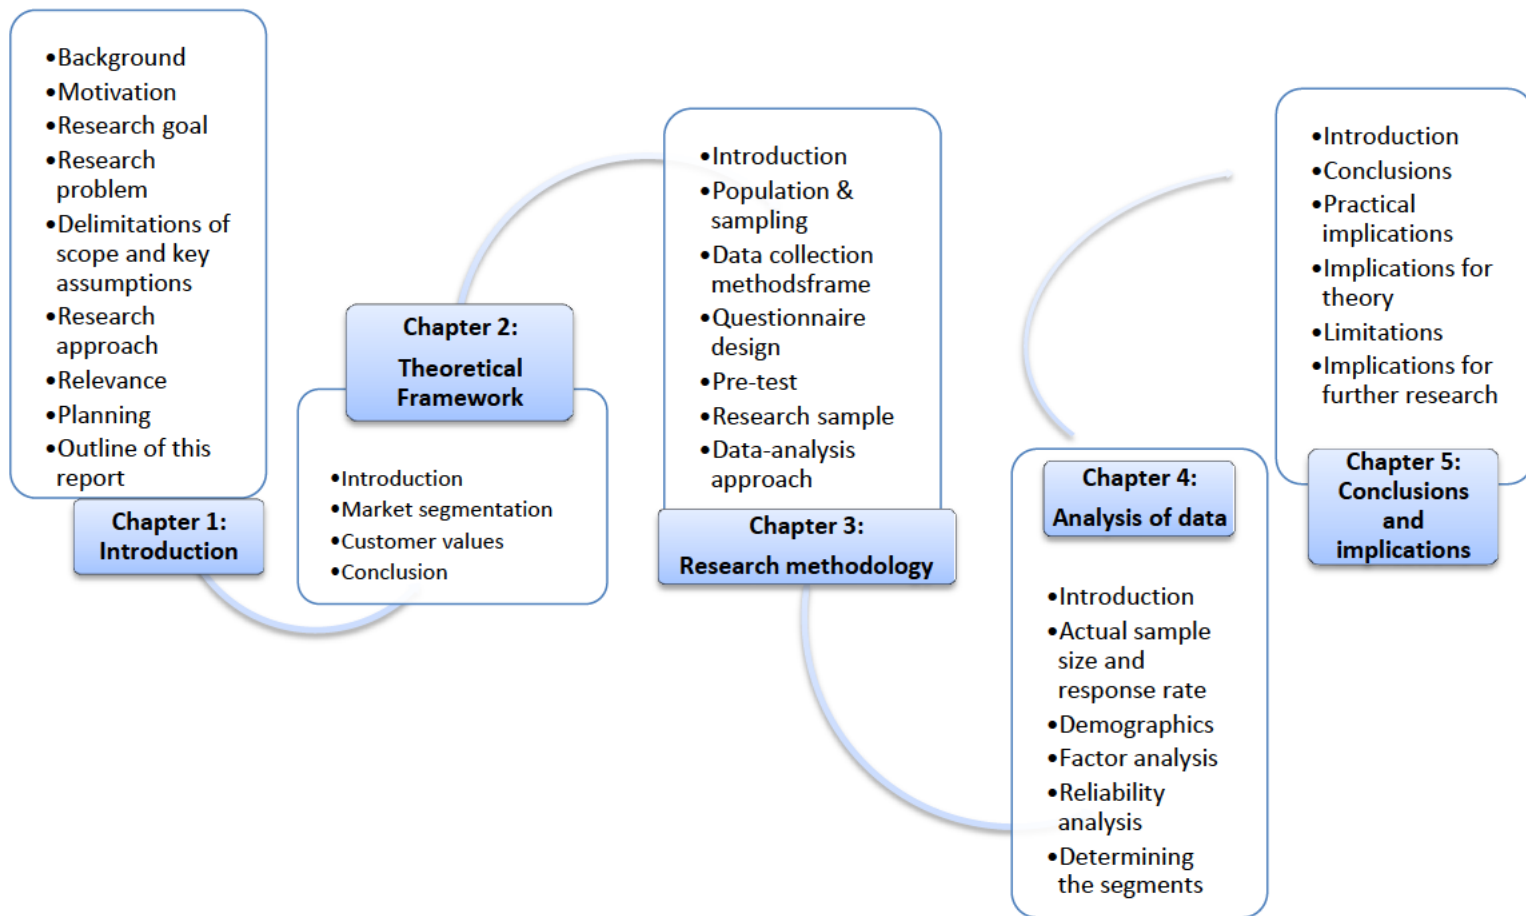 •Background
•Motivation
•Research goal
•Research
problem
•Delimitations of
scope and key
assumptions
•Research
approach
•Relevance
•Planning
•Outline of this
report
Chapter 1:
Introduction
Chapter 2:
Theoretical
Framework
•Introduction
•Market segmentation
•Customer values
•Conclusion
•Introduction
•Population &
sampling
•Data collection
methodsframe
•Questionnaire
design
•Pre-test
•Research sample
•Data-analysis
approach
Chapter 3:
Research methodology
Chapter 4:
Analysis of data
•Introduction
•Actual sample
size and
response rate
•Demographics
•Factor analysis
•Reliability
analysis
•Determining
the segments
•Introduction
•Conclusions
•Practical
implications
•Implications for
theory
•Limitations
•Implications for
further research
Chapter 5:
Conclusions
and
implications